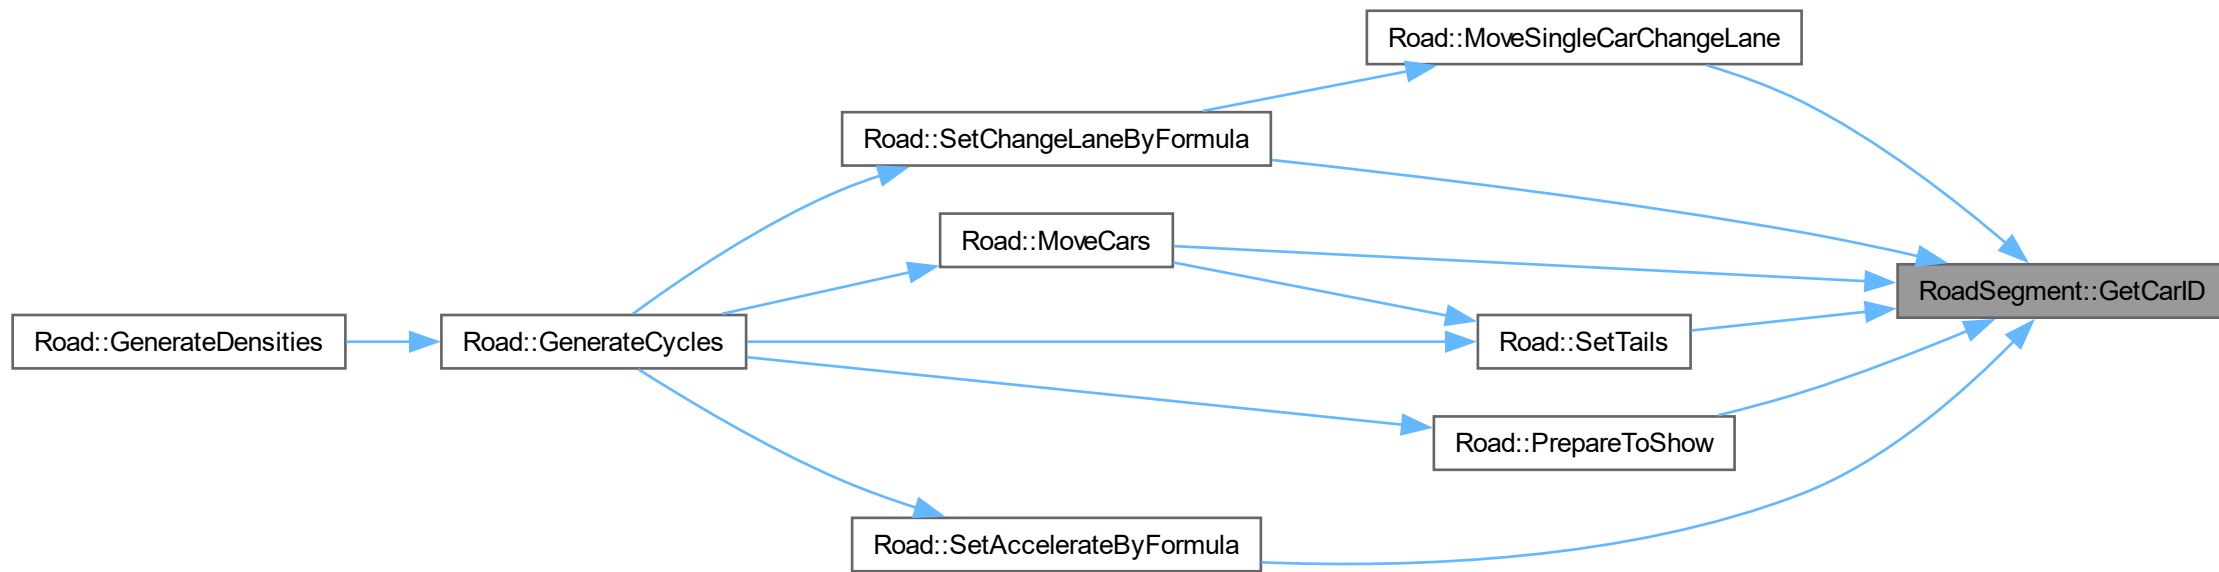 Road::MoveSingleCarChangeLane
Road::SetChangeLaneByFormula
Road::MoveCars
RoadSegment::GetCarID
Road::GenerateDensities
Road::GenerateCycles
Road::SetTails
Road::PrepareToShow
Road::SetAccelerateByFormula